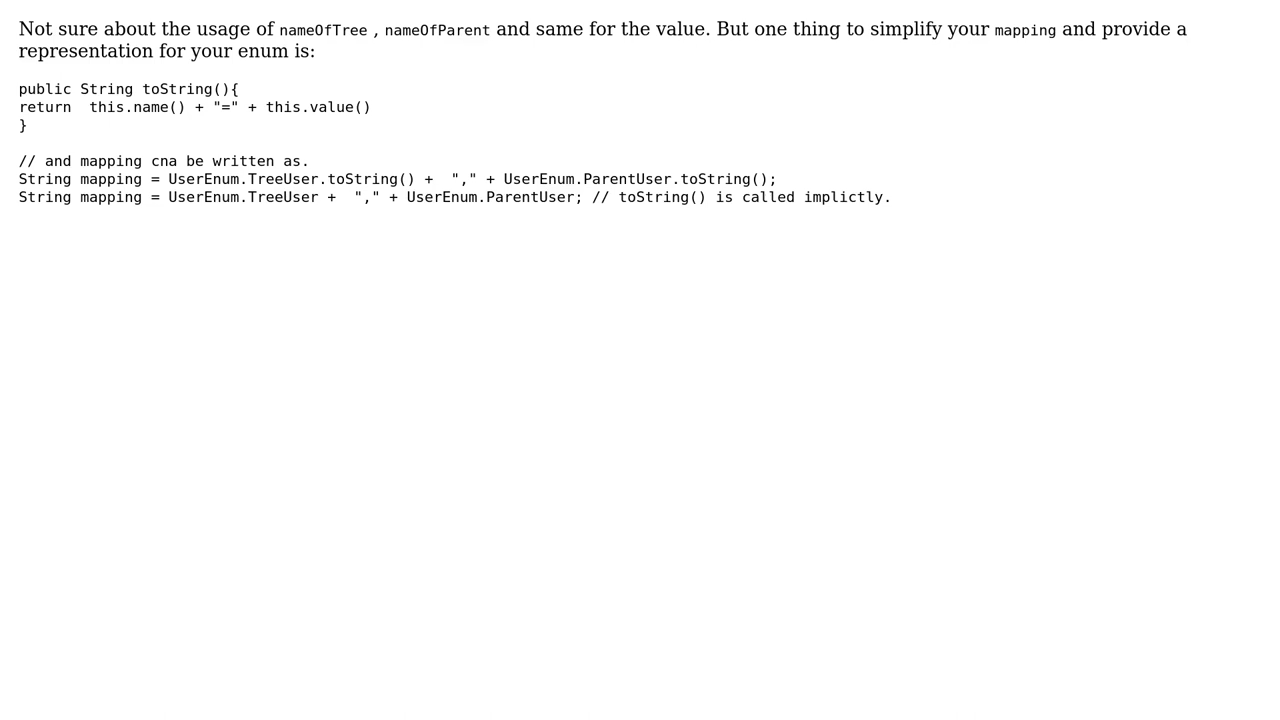 Not sure about the usage of nameOfTree , nameOfParent and same for the value. But one thing to simplify your mapping and provide a
representation for your enum is:
public String toString(){
return  this.name() + "=" + this.value()
}
// and mapping cna be written as.
String mapping = UserEnum.TreeUser.toString() +  "," + UserEnum.ParentUser.toString();
String mapping = UserEnum.TreeUser +  "," + UserEnum.ParentUser; // toString() is called implictly.